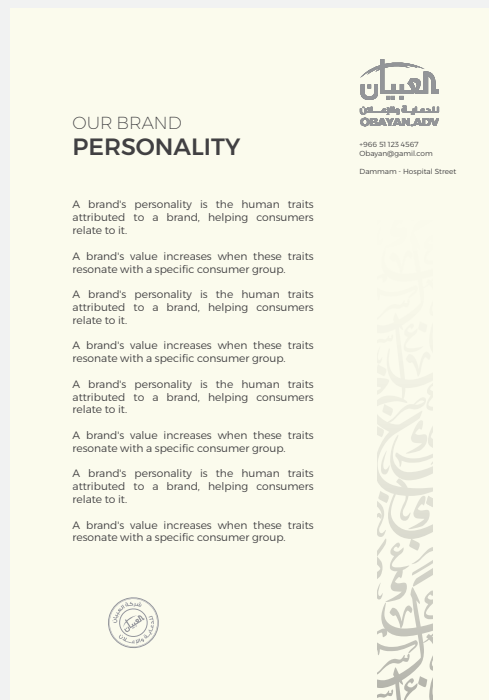 العبيان
للدعاية والإعلان
OBAYAN.ADV
+966 51 123 4567
Obayan@gamil.com
Dammam - Hospital Street
OUR BRAND
PERSONALITY
A brand's personality is the human traits
attributed to a brand, helping consumers
relate to it.
A brand's value increases when these traits
resonate with a specific consumer group.
A brand's personality is the human traits
attributed to a brand, helping consumers
relate to it.
A brand's value increases when these traits
resonate with a specific consumer group.
A brand's personality is the human traits
attributed to a brand, helping consumers
relate to it.
A brand's value increases when these traits
resonate with a specific consumer group.
A brand's personality is the human traits
attributed to a brand, helping consumers
relate to it.
A brand's value increases when these traits
resonate with a specific consumer group.
شركة العبيان
العبيان
للدعاية والإعلان